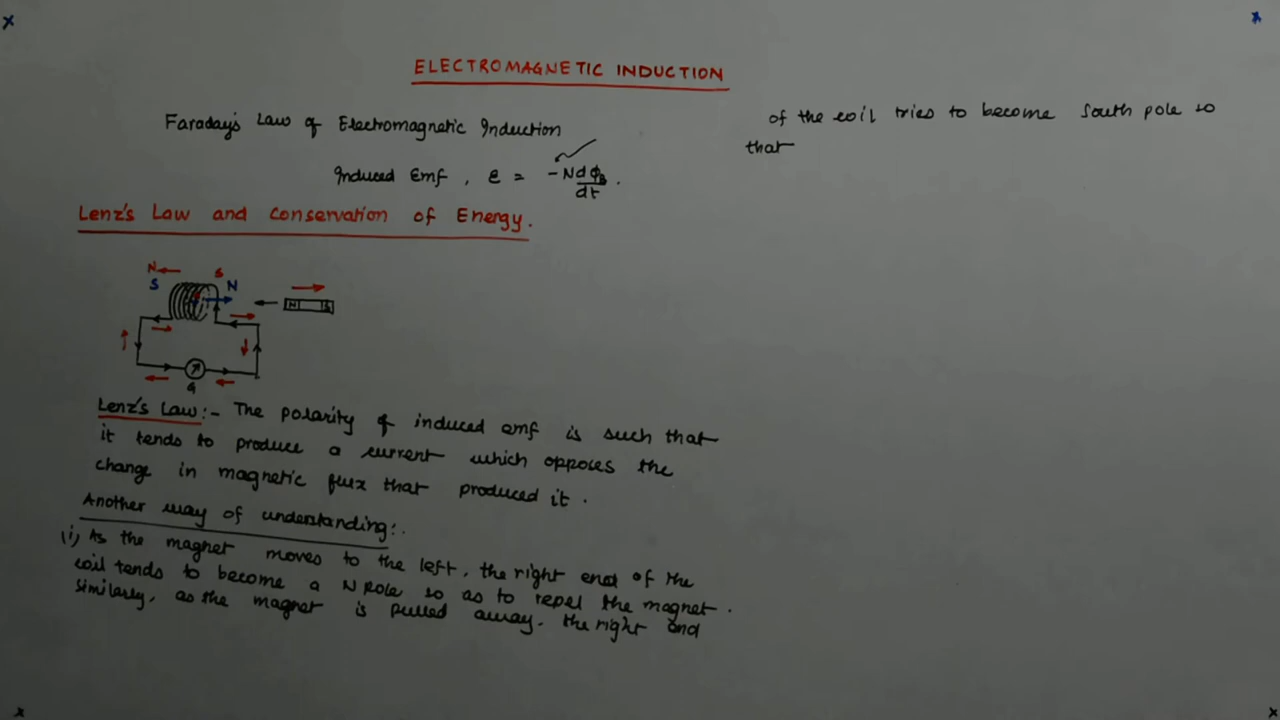 ELECTROMAGNETIC INDUCTION
Faraday's Law of Electromagnetic Induction
Induced Emf, e = -N dϕB/dt.
Lenz's Law and Conservation of Energy.
N S
S N
N S
G
Lenz's Law:- The polarity of induced emf is such that
it tends to produce a current which opposes the
change in magnetic flux that produced it.
Another way of understanding:.
(i) As the magnet moves to the left, the right end of the
coil tends to become a N Pole so as to repel the magnet.
Similarly, as the magnet is pulled away. the right end
of the coil tries to become South pole so
that